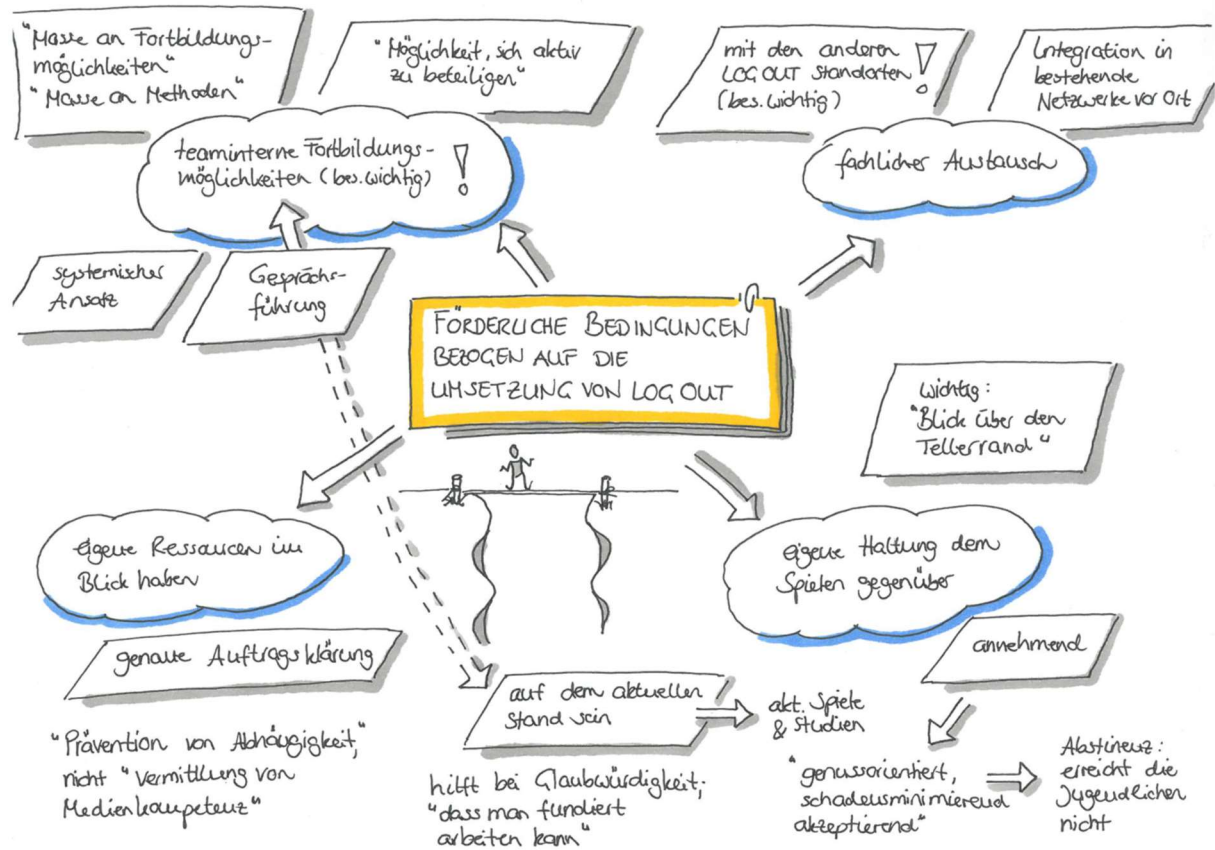 "Masse an Fortbildungs-
möglichkeiten"
"Masse an Methoden"
"Möglichkeit, sich aktiv
zu beteiligen"
mit den anderen
LOG OUT Standorten
(bes. wichtig)
!
Integration in
bestehende
Netzwerke vor Ort
teaminterne Fortbildungs-
möglichkeiten (bes. wichtig)
!
fachlicher Austausch
systemischer
Ansatz
Gesprächs-
führung
FÖRDERLICHE BEDINGUNGEN
BEZOGEN AUF DIE
UMSETZUNG VON LOG OUT
wichtig:
"Blick über den
Tellerrand"
eigene Ressourcen im
Blick haben
eigene Haltung dem
Spielen gegenüber
genaue Auftragsklärung
annehmend
"Prävention von Abhängigkeit,"
nicht "Vermittlung von
Medienkompetenz"
auf dem aktuellen
Stand sein
akt. Spiele
& Studien
hilft bei Glaubwürdigkeit;
"dass man fundiert
arbeiten kann"
"genussorientiert,
schadensminimierend
akzeptierend"
Abstinenz:
erreicht die
Jugendlichen
nicht